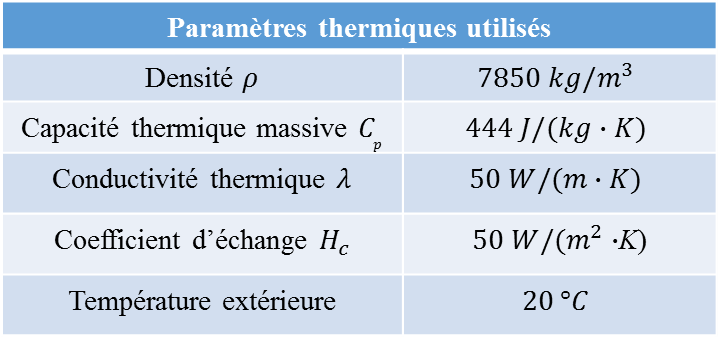 Paramètres thermiques utilisés
Densité ρ 7850 kg/m³
Capacité thermique massive Cₚ 444 J/(kg · K)
Conductivité thermique λ 50 W/(m · K)
Coefficient d'échange H_C 50 W/(m² ·K)
Température extérieure 20 °C